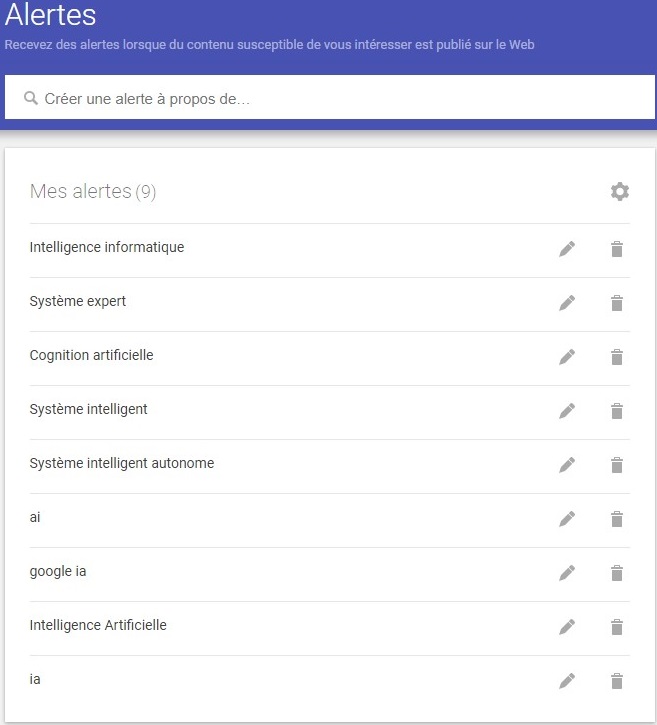 Alertes
Recevez des alertes lorsque du contenu susceptible de vous intéresser est publié sur le Web
Créer une alerte à propos de…
Mes alertes (9)
Intelligence informatique
Système expert
Cognition artificielle
Système intelligent
Système intelligent autonome
ai
google ia
Intelligence Artificielle
ia